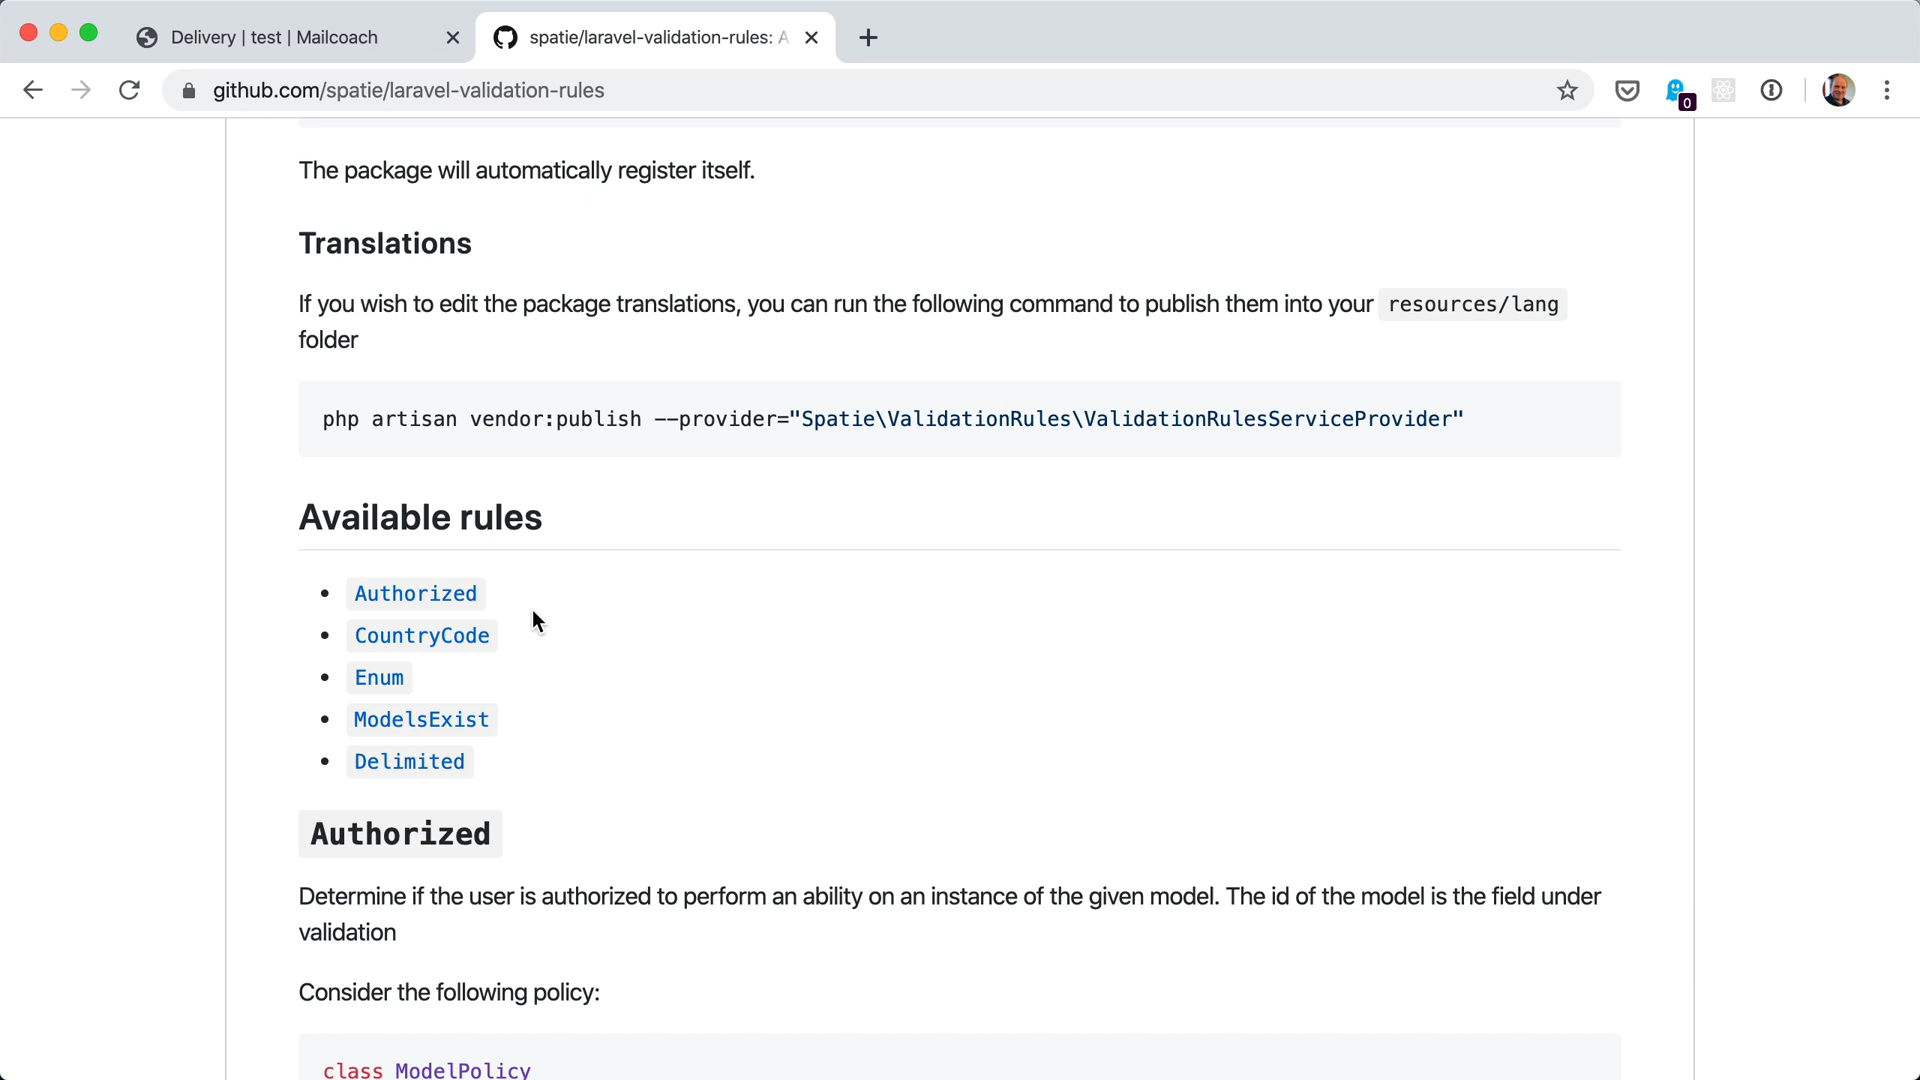 Delivery | test | Mailcoach
spatie/laravel-validation-rules: A
github.com/spatie/laravel-validation-rules
0
The package will automatically register itself.
Translations
If you wish to edit the package translations, you can run the following command to publish them into your resources/lang
folder
php artisan vendor:publish --provider="Spatie\ValidationRules\ValidationRulesServiceProvider"
Available rules
• Authorized
• CountryCode
• Enum
• ModelsExist
• Delimited
Authorized
Determine if the user is authorized to perform an ability on an instance of the given model. The id of the model is the field under
validation
Consider the following policy:
class ModelPolicy